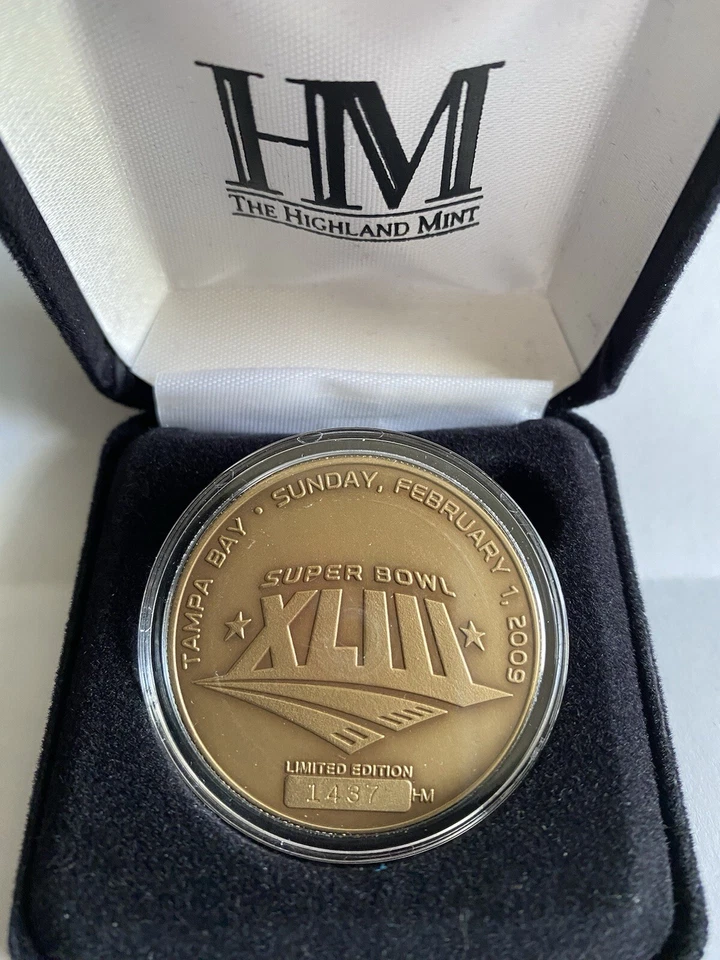 HM
THE HIGHLAND MINT
TAMPA BAY • SUNDAY, FEBRUARY 1, 2009
SUPER BOWL
XLIII
LIMITED EDITION
1437 HM